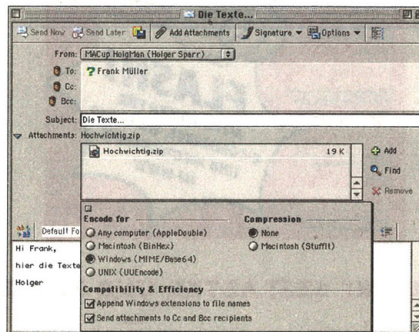 Die Texte...
Send Now Send Later Add Attachments Signature Options
From: MACup HolgMan (Holger Sparr)
To: ? Frank Müller
Cc:
Bcc:
Subject: Die Texte...
Attachments: Hochwichtig.zip
Hochwichtig.zip 19 K
Add
Find
Remove
Default Fo
Encode for
Any computer (AppleDouble)
Macintosh (BinHex)
Windows (MIME/Base64)
UNIX (UUEncode)
Compression
None
Macintosh (StuffIt)
Compatibility & Efficiency
Append Windows extensions to file names
Send attachments to Cc and Bcc recipients
Hi Frank,
hier die Texte
Holger